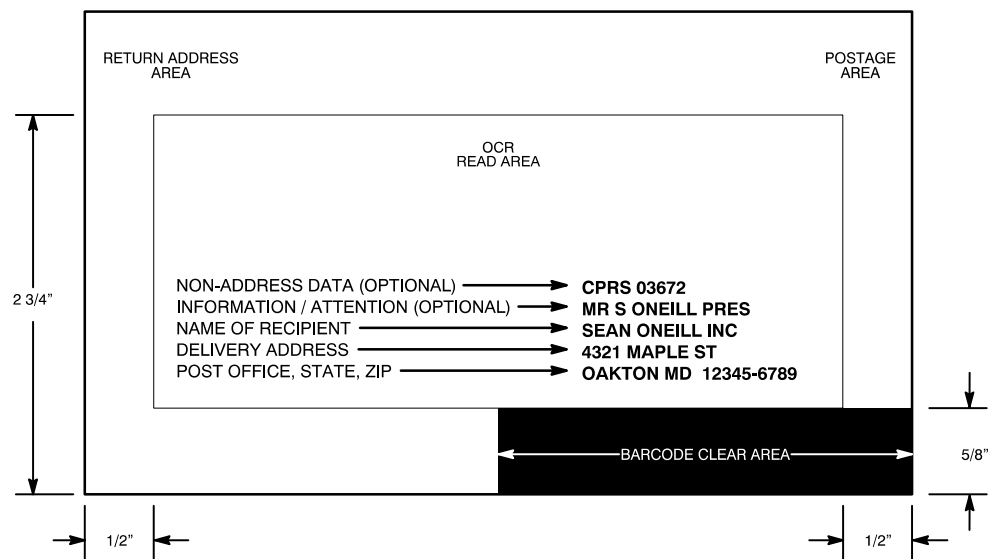 RETURN ADDRESS
AREA
POSTAGE
AREA
OCR
READ AREA
2 3/4”
NON-ADDRESS DATA (OPTIONAL) CPRS 03672
INFORMATION / ATTENTION (OPTIONAL) MR S ONEILL PRES
NAME OF RECIPIENT SEAN ONEILL INC
DELIVERY ADDRESS 4321 MAPLE ST
POST OFFICE, STATE, ZIP OAKTON MD 12345-6789
BARCODE CLEAR AREA
5/8”
1/2”
1/2”